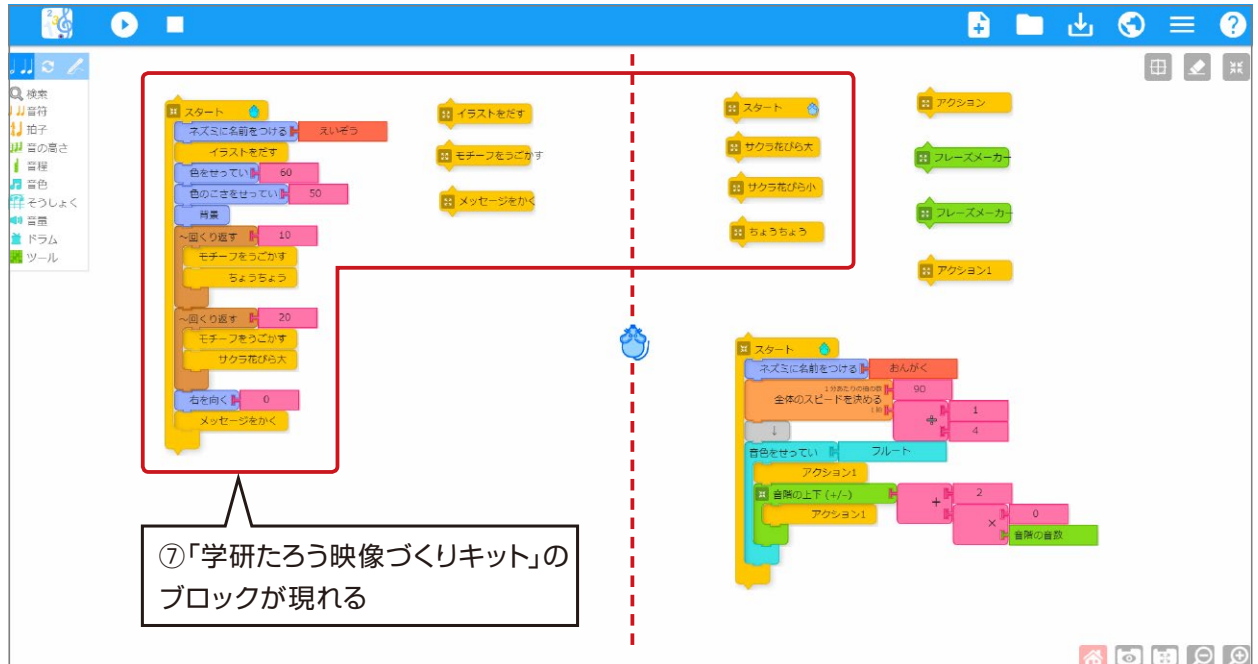 検索
音符
拍子
音の高さ
音程
音色
そうしょく
音量
ドラム
ツール
スタート
ネズミに名前をつける えいぞう
イラストをだす
色をせってい 60
色のこさをせってい 50
背景
～回くり返す 10
モチーフをうごかす
ちょうちょう
～回くり返す 20
モチーフをうごかす
サクラ花びら大
右を向く 0
メッセージをかく
イラストをだす
モチーフをうごかす
メッセージをかく
スタート
サクラ花びら大
サクラ花びら小
ちょうちょう
アクション
フレーズメーカー
フレーズメーカー
アクション1
スタート
ネズミに名前をつける おんがく
1分あたりの拍の数 90
全体のスピードを決める
1拍 ÷ 1
4
↓
音色をせってい フルート
アクション1
音階の上下 (+/−) + 2
アクション1 × 0
音階の音数
⑦「学研たろう映像づくりキット」の
ブロックが現れる